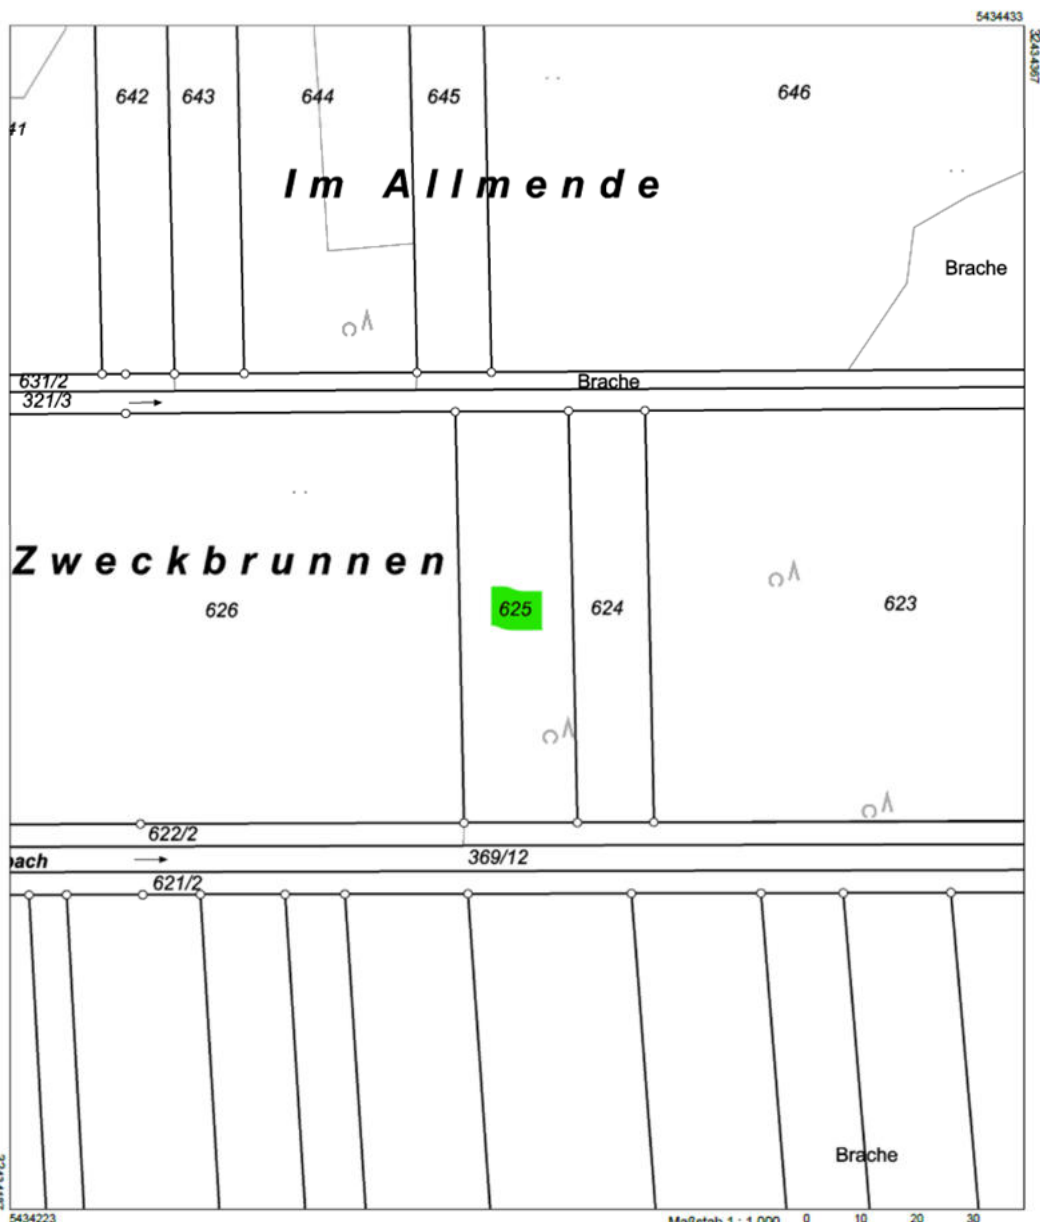 5434433
32434367
642 643 644 645 646
41
Im Allmende
Brache
631/2
Brache
321/3
Zweckbrunnen
626 625 624 623
622/2
bach
369/12
621/2
Brache
5434223
Maßstab 1 : 1 000 0 10 20 30